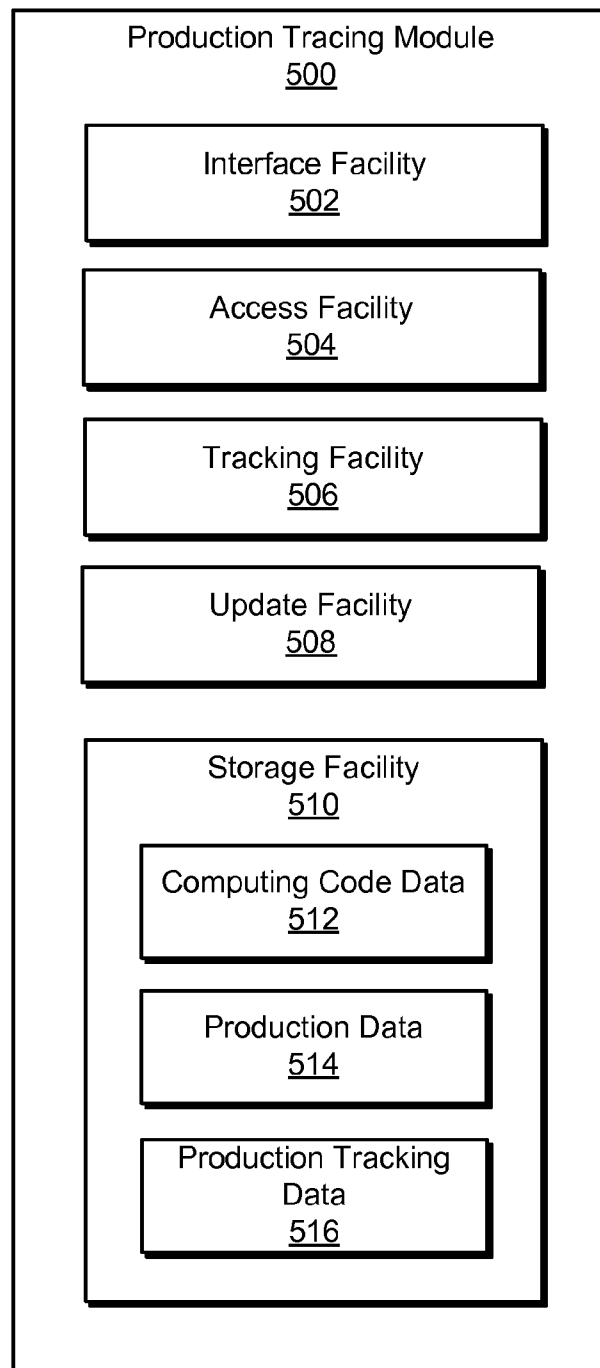 Production Tracing Module
500
Interface Facility
502
Access Facility
504
Tracking Facility
506
Update Facility
508
Storage Facility
510
Computing Code Data
512
Production Data
514
Production Tracking
Data
516